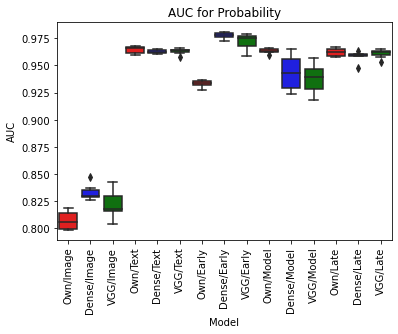 AUC for Probability
AUC
0.975
0.950
0.925
0.900
0.875
0.850
0.825
0.800
Own/Image
Dense/Image
VGG/Image
Own/Text
Dense/Text
VGG/Text
Own/Early
Dense/Early
VGG/Early
Own/Model
Dense/Model
VGG/Model
Own/Late
Dense/Late
VGG/Late
Model